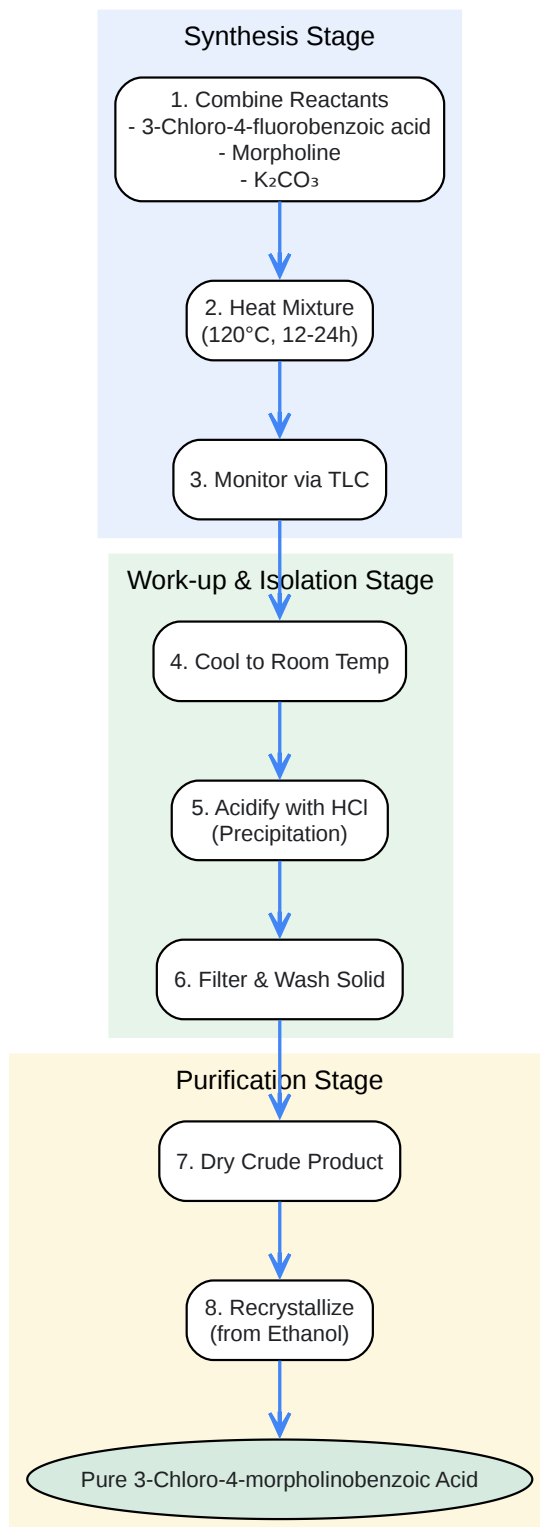 Synthesis Stage
1. Combine Reactants
- 3-Chloro-4-fluorobenzoic acid
- Morpholine
- K₂CO₃
2. Heat Mixture
(120°C, 12-24h)
3. Monitor via TLC
Work-up & Isolation Stage
4. Cool to Room Temp
5. Acidify with HCl
(Precipitation)
6. Filter & Wash Solid
Purification Stage
7. Dry Crude Product
8. Recrystallize
(from Ethanol)
Pure 3-Chloro-4-morpholinobenzoic Acid